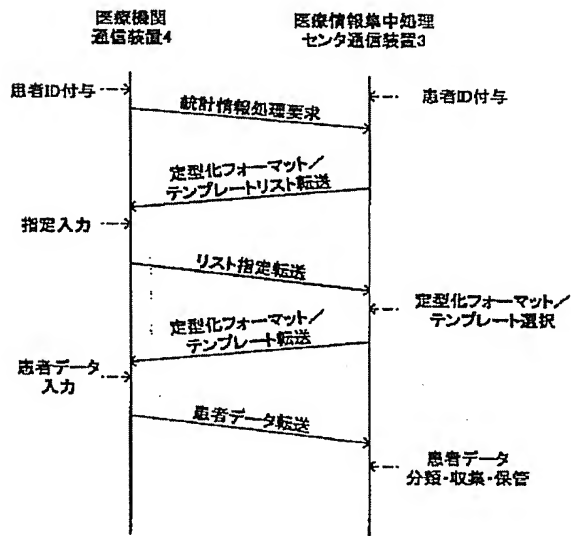 医療機関
通信装置4
医療情報集中処理
センタ通信装置3
患者ID付与
患者ID付与
統計情報処理要求
定型化フォーマット／
テンプレートリスト転送
指定入力
リスト指定転送
定型化フォーマット／
テンプレート選択
定型化フォーマット／
テンプレート転送
患者データ
入力
患者データ転送
患者データ
分類・収集・保管